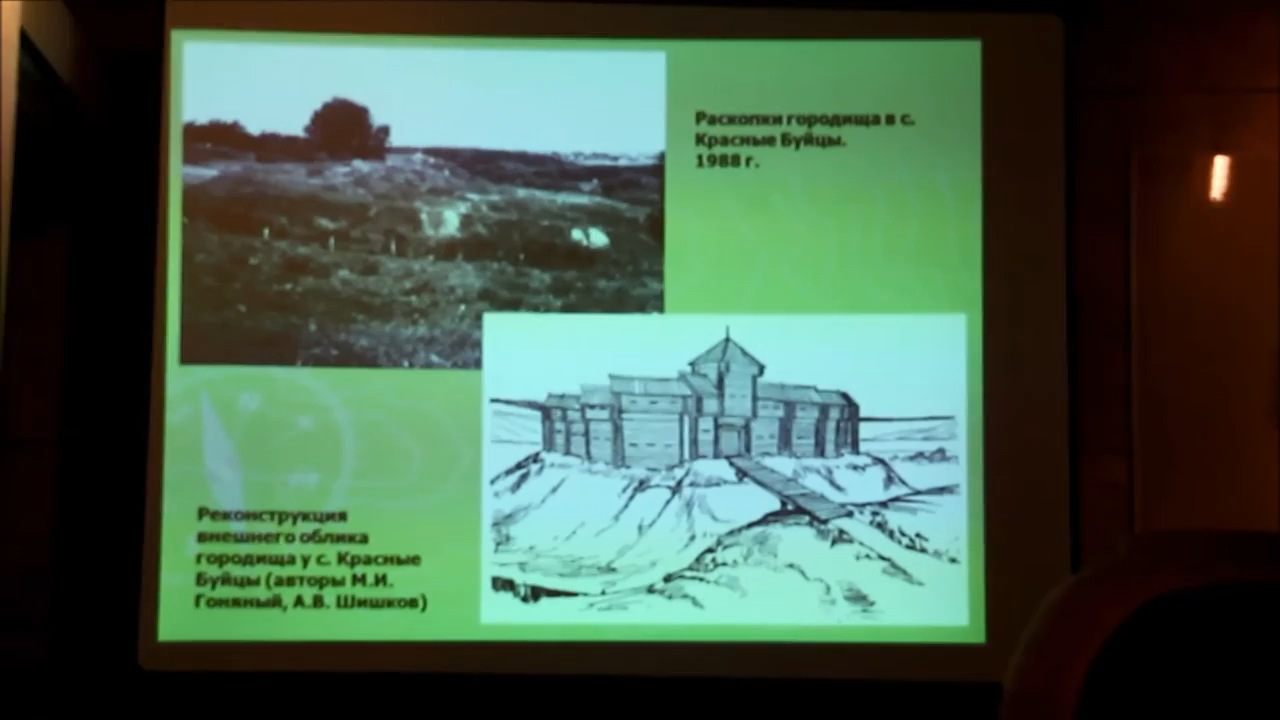 Раскопки городища в с.
Красные Буйцы.
1988 г.
Реконструкция
внешнего облика
городища у с. Красные
Буйцы (авторы М.И.
Гоняный, А.В. Шишков)